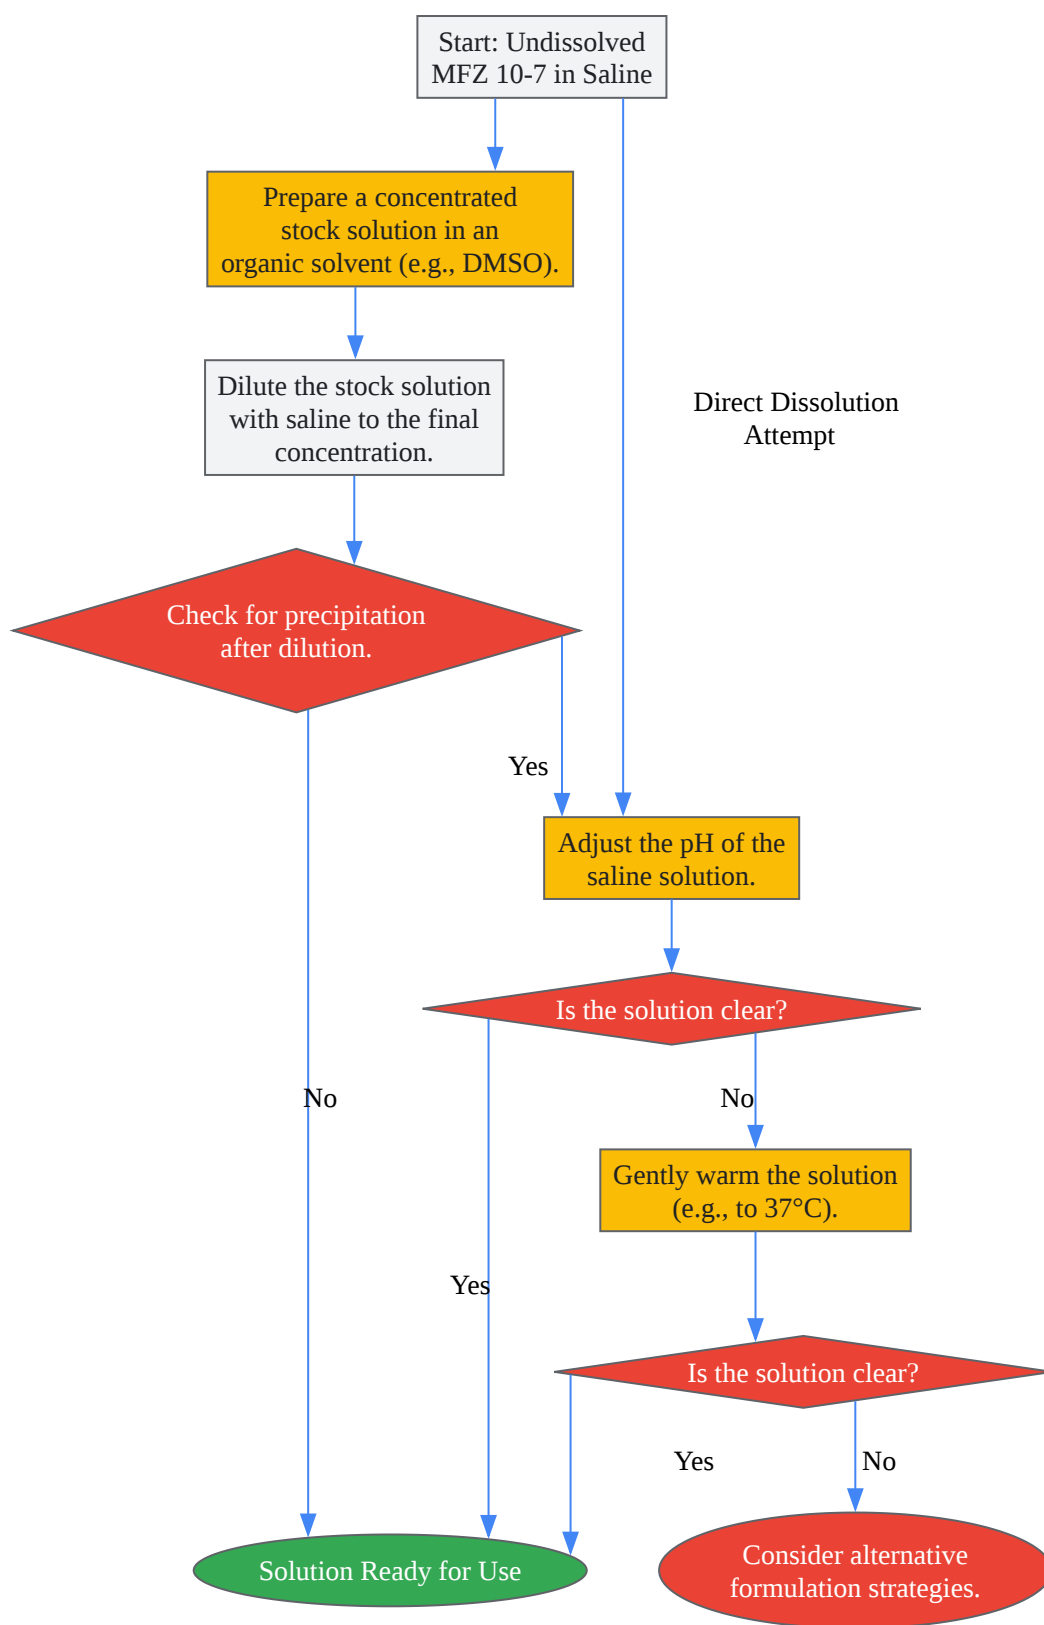 Start: Undissolved
MFZ 10-7 in Saline
Prepare a concentrated
stock solution in an
organic solvent (e.g., DMSO).
Dilute the stock solution
with saline to the final
concentration.
Direct Dissolution
Attempt
Check for precipitation
after dilution.
Yes
Adjust the pH of the
saline solution.
Is the solution clear?
No
No
Gently warm the solution
(e.g., to 37°C).
Yes
Is the solution clear?
Yes
No
Solution Ready for Use
Consider alternative
formulation strategies.